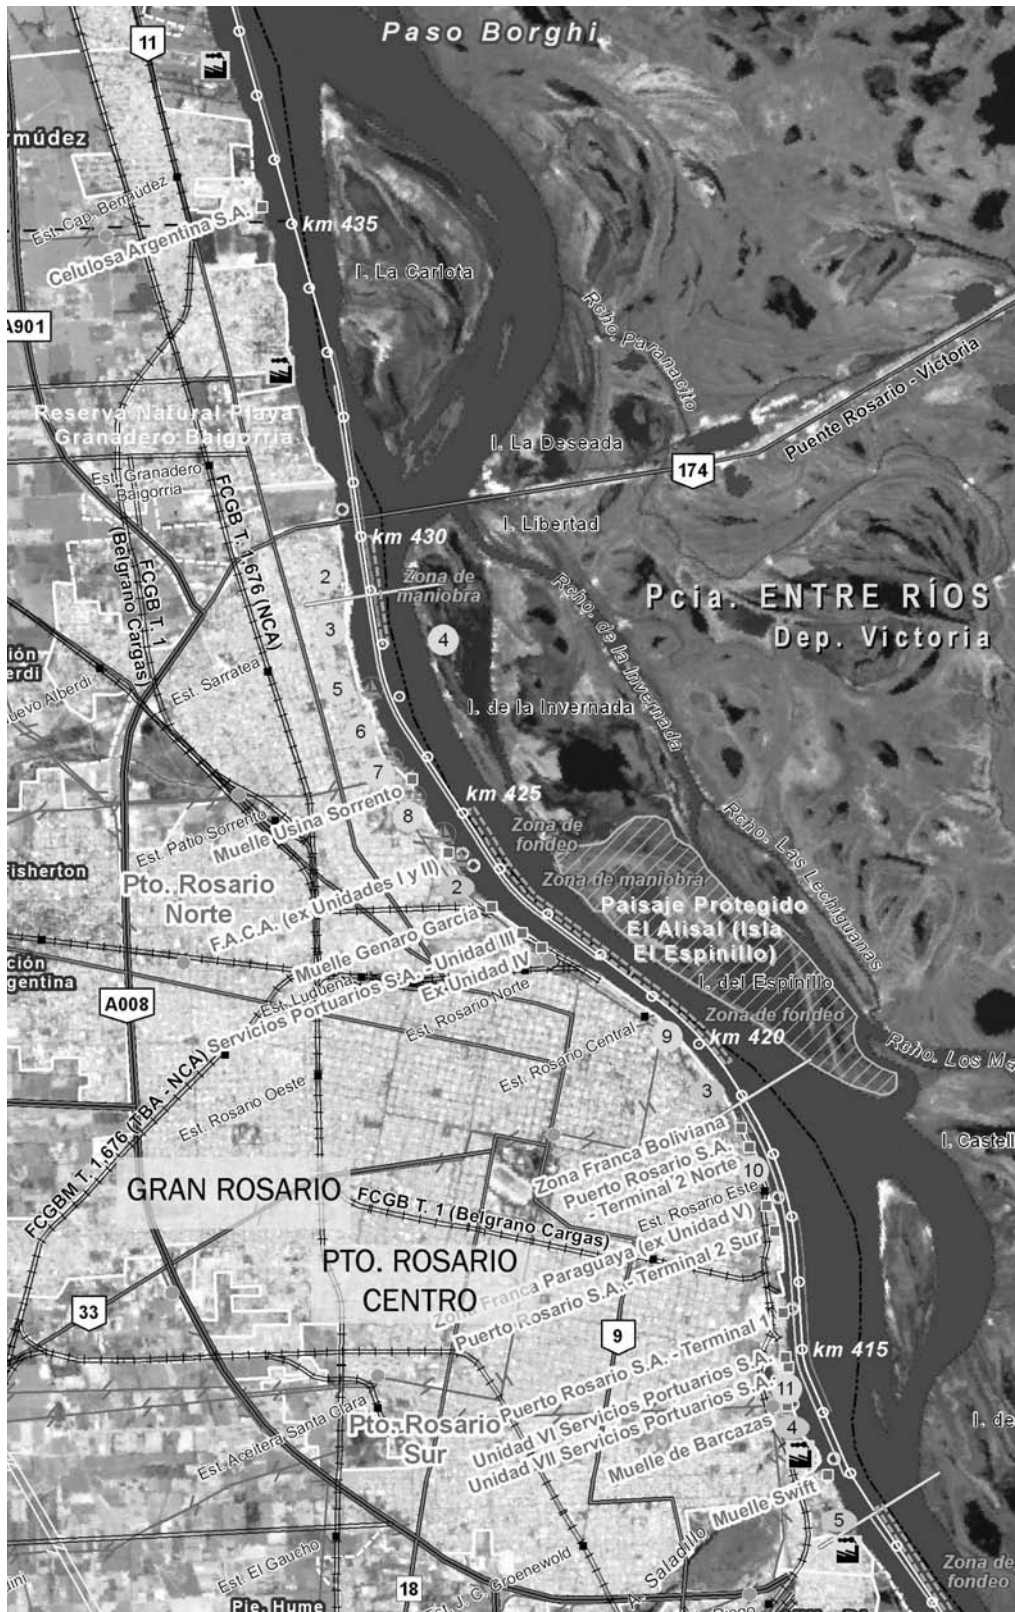 Paso Borghi
11
rmúdez
Est. Cap. Bermúdez
Celulosa Argentina S.A.
km 435
I. La Carlota
A901
Rcho. Paranacito
Puente Rosario - Victoria
Reserva Natural Playa
Granadero Baigorria
I. La Deseada
174
Est. Granadero
Baigorria
FCGB T. 1,676 (NCA)
FCGB T. 1
(Belgrano Cargas)
km 430
I. Libertad
2
Zona de
maniobra
Rcho. de la Invernada
Pcia. ENTRE RÍOS
Dep. Victoria
3
4
ión
erdi
Est. Sarratea
uevo Alberdi
5
I. de la Invernada
6
7
km 425
Muelle Usina Sorrento
8
Est. Patio Sorrento
Zona de
fondeo
Rcho. Las Lechiguanas
Fisherton
Pto. Rosario
Norte
F.A.C.A. (ex Unidades I y II)
2
Zona de maniobra
Paisaje Protegido
El Alisal (Isla
El Espinillo)
Muelle Genaro García
ción
gentina
Servicios Portuarios S.A. - Unidad III
Ex Unidad IV
Est. Ludueña
I. del Espinillo
A008
Est. Rosario Norte
Zona de fondeo
Est. Rosario Central
9
km 420
Rcho. Los Ma
FCGBM T. 1,676 (TBA - NCA)
Est. Rosario Oeste
3
Zona Franca Boliviana
I. Castell
Puerto Rosario S.A.
- Terminal 2 Norte
10
GRAN ROSARIO
FCGB T. 1 (Belgrano Cargas)
Est. Rosario Este
PTO. ROSARIO
CENTRO
Zona Franca Paraguaya (ex Unidad V)
Puerto Rosario S.A. - Terminal 2 Sur
33
9
km 415
Puerto Rosario S.A. - Terminal 1
Unidad VI Servicios Portuarios S.A.
11
Unidad VII Servicios Portuarios S.A.
4
Est. Aceitera Santa Clara
Pto. Rosario
Sur
I. de
Muelle de Barcazas
Muelle Swift
5
Est. El Gaucho
A. Saladillo
Zona de
fondeo
18
Est. J. C. Groenewold
Pje. Hume